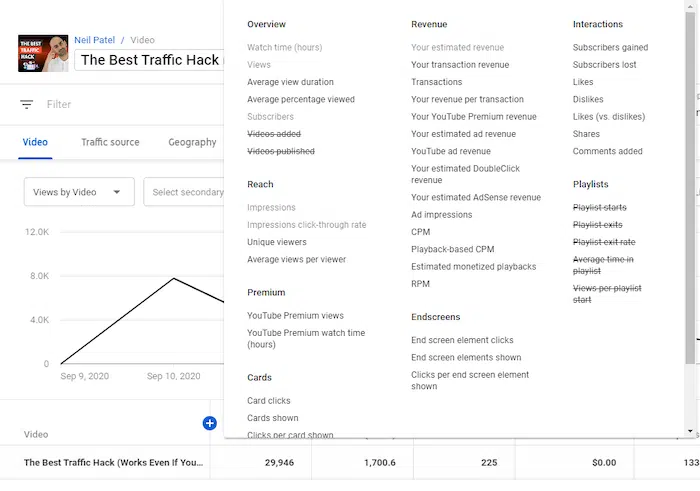 THE BEST
TRAFFIC
HACK
Neil Patel / Video
The Best Traffic Hack
Filter
Video
Traffic source
Geography
Views by Video
Select secondary
12.0K
8.0K
4.0K
0
Sep 9, 2020
Sep 10, 2020
Overview
Watch time (hours)
Views
Average view duration
Average percentage viewed
Subscribers
Videos added
Videos published
Reach
Impressions
Impressions click-through rate
Unique viewers
Average views per viewer
Premium
YouTube Premium views
YouTube Premium watch time
(hours)
Cards
Card clicks
Cards shown
Clicks per card shown
Revenue
Your estimated revenue
Your transaction revenue
Transactions
Your revenue per transaction
Your YouTube Premium revenue
Your estimated ad revenue
YouTube ad revenue
Your estimated DoubleClick
revenue
Your estimated AdSense revenue
Ad impressions
CPM
Playback-based CPM
Estimated monetized playbacks
RPM
Endscreens
End screen element clicks
End screen elements shown
Clicks per end screen element
shown
Interactions
Subscribers gained
Subscribers lost
Likes
Dislikes
Likes (vs. dislikes)
Shares
Comments added
Playlists
Playlist starts
Playlist exits
Playlist exit rate
Average time in
playlist
Views per playlist
start
Video
The Best Traffic Hack (Works Even If You...
29,946
1,700.6
225
$0.00
133